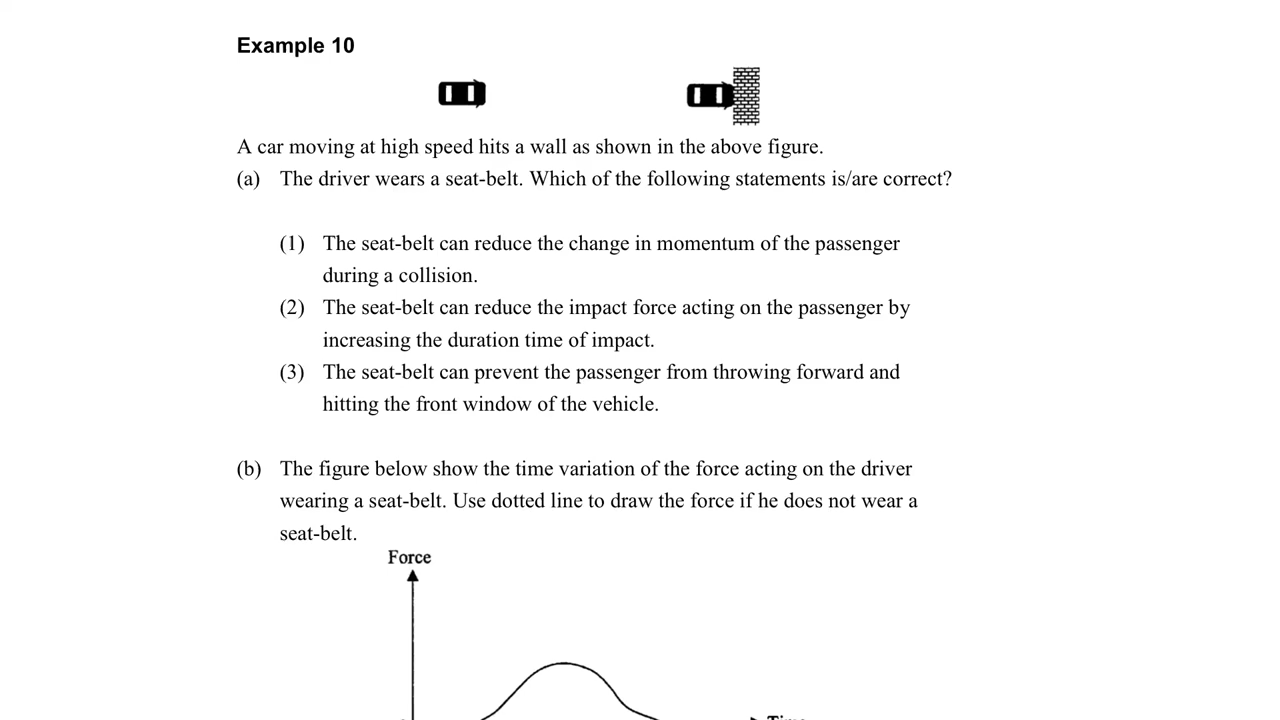 Example 10
A car moving at high speed hits a wall as shown in the above figure.
(a) The driver wears a seat-belt. Which of the following statements is/are correct?
(1) The seat-belt can reduce the change in momentum of the passenger
during a collision.
(2) The seat-belt can reduce the impact force acting on the passenger by
increasing the duration time of impact.
(3) The seat-belt can prevent the passenger from throwing forward and
hitting the front window of the vehicle.
(b) The figure below show the time variation of the force acting on the driver
wearing a seat-belt. Use dotted line to draw the force if he does not wear a
seat-belt.
Force
Time